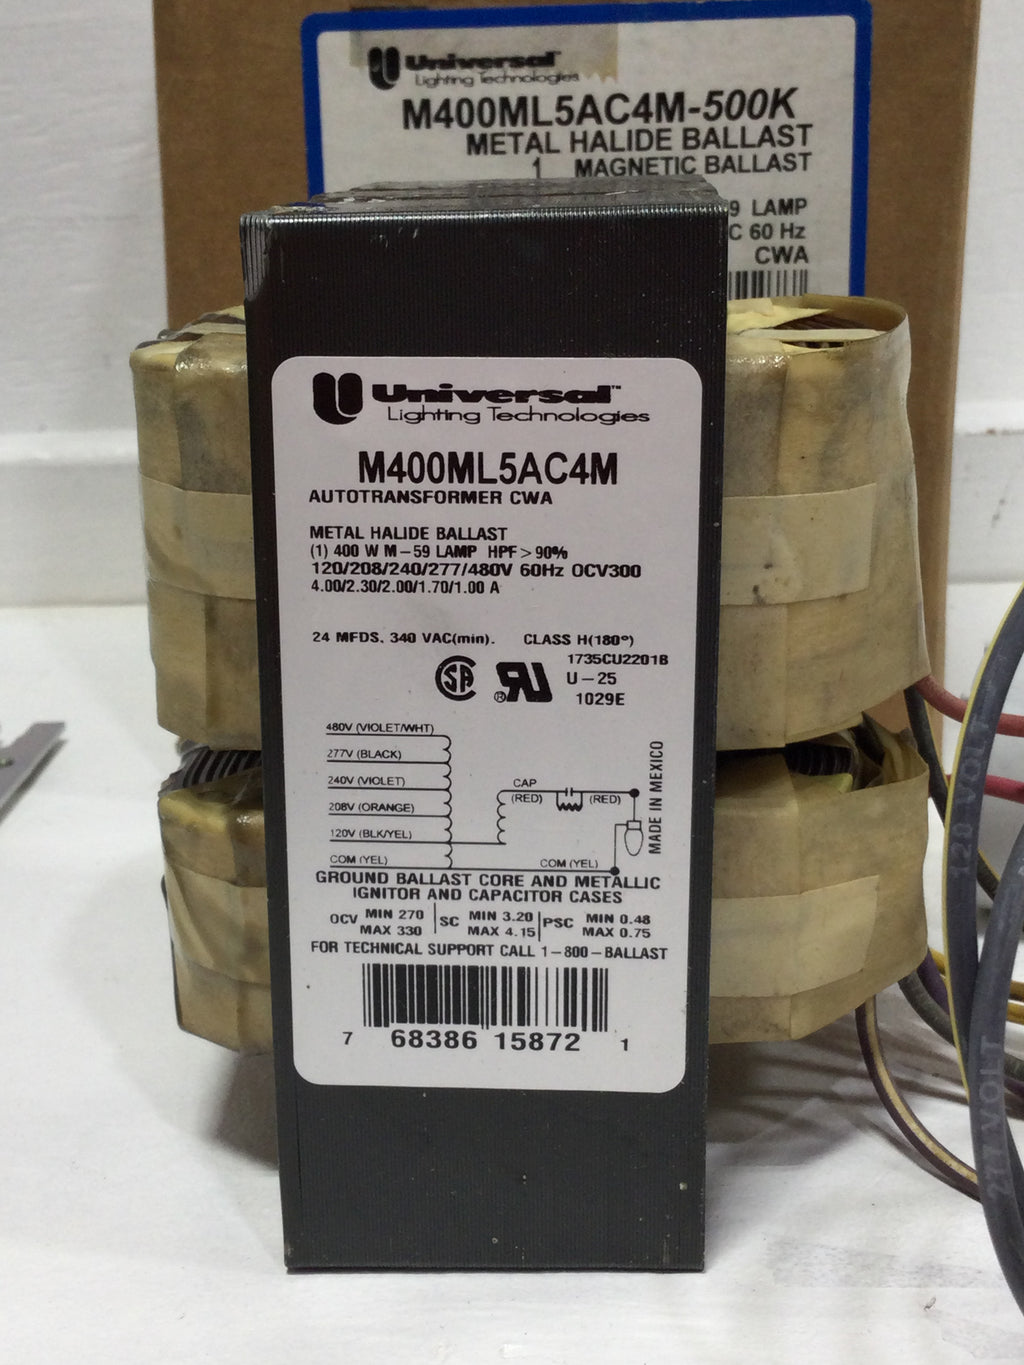 Universal
Lighting Technologies
M400ML5AC4M-500K
METAL HALIDE BALLAST
1 MAGNETIC BALLAST
9 LAMP
C 60 Hz
CWA
Universal™
Lighting Technologies
M400ML5AC4M
AUTOTRANSFORMER CWA
METAL HALIDE BALLAST
(1) 400 W M-59 LAMP HPF > 90%
120/208/240/277/480V 60Hz OCV300
4.00/2.30/2.00/1.70/1.00 A
24 MFDS. 340 VAC(min). CLASS H(180°)
1735CU2201B
U-25
1029E
480V (VIOLET/WHT)
277V (BLACK)
240V (VIOLET)
208V (ORANGE)
120V (BLK/YEL)
COM (YEL)
CAP
(RED) (RED)
COM (YEL)
MADE IN MEXICO
GROUND BALLAST CORE AND METALLIC
IGNITOR AND CAPACITOR CASES
OCV MIN 270 MAX 330 SC MIN 3.20 MAX 4.15 PSC MIN 0.48 MAX 0.75
FOR TECHNICAL SUPPORT CALL 1-800-BALLAST
7 68386 15872 1
120 VOLT
277 VOLT